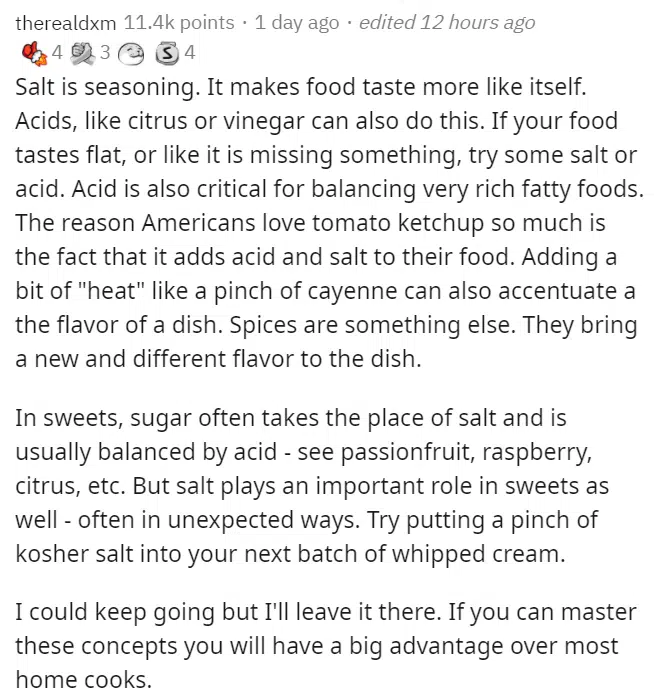 therealdxm 11.4k points · 1 day ago · edited 12 hours ago
4 3 S 4
Salt is seasoning. It makes food taste more like itself.
Acids, like citrus or vinegar can also do this. If your food
tastes flat, or like it is missing something, try some salt or
acid. Acid is also critical for balancing very rich fatty foods.
The reason Americans love tomato ketchup so much is
the fact that it adds acid and salt to their food. Adding a
bit of "heat" like a pinch of cayenne can also accentuate a
the flavor of a dish. Spices are something else. They bring
a new and different flavor to the dish.
In sweets, sugar often takes the place of salt and is
usually balanced by acid - see passionfruit, raspberry,
citrus, etc. But salt plays an important role in sweets as
well - often in unexpected ways. Try putting a pinch of
kosher salt into your next batch of whipped cream.
I could keep going but I'll leave it there. If you can master
these concepts you will have a big advantage over most
home cooks.